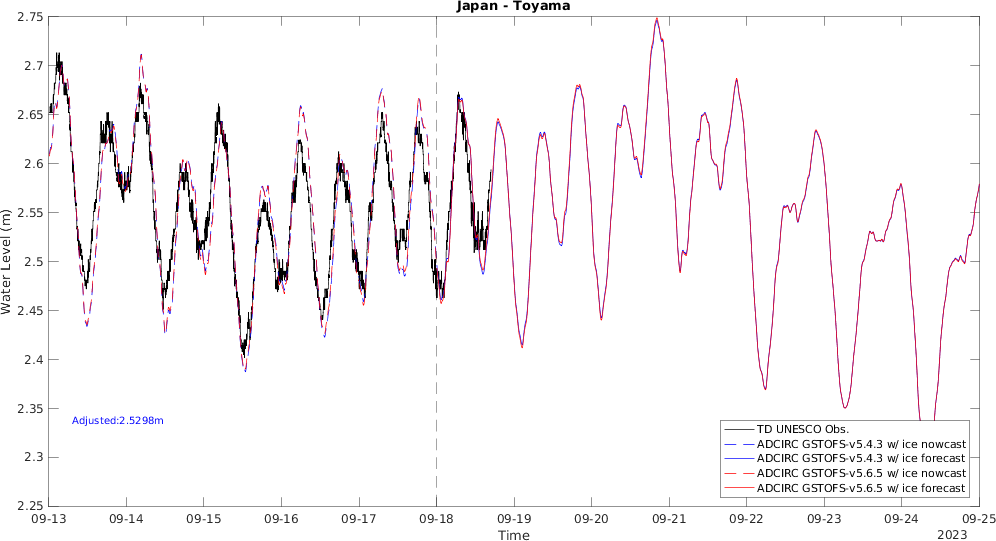 Japan - Toyama
Water Level (m)
2.75
2.7
2.65
2.6
2.55
2.5
2.45
2.4
2.35
2.3
2.25
Adjusted:2.5298m
TD UNESCO Obs.
ADCIRC GSTOFS-v5.4.3 w/ ice nowcast
ADCIRC GSTOFS-v5.4.3 w/ ice forecast
ADCIRC GSTOFS-v5.6.5 w/ ice nowcast
ADCIRC GSTOFS-v5.6.5 w/ ice forecast
09-13 09-14 09-15 09-16 09-17 09-18 09-19 09-20 09-21 09-22 09-23 09-24 09-25
Time
2023